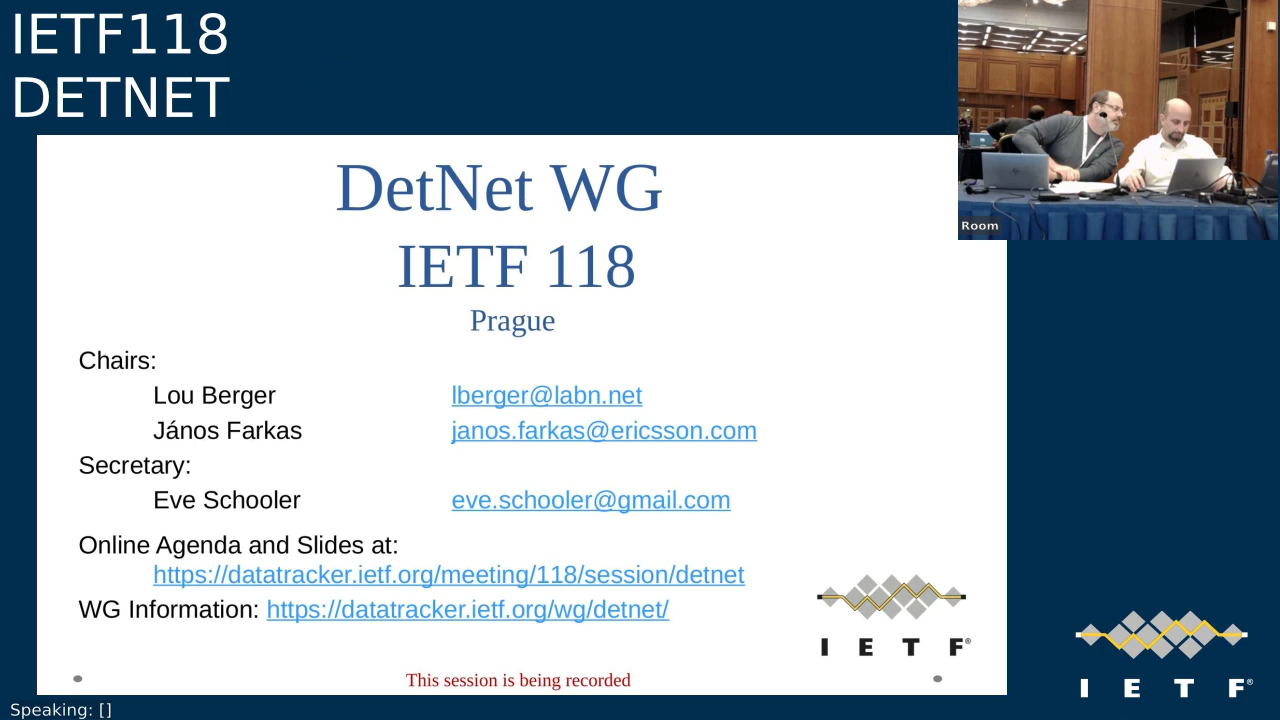 IETF118
DETNET
Room
DetNet WG
IETF 118
Prague
Chairs:
Lou Berger lberger@labn.net
János Farkas janos.farkas@ericsson.com
Secretary:
Eve Schooler eve.schooler@gmail.com
Online Agenda and Slides at:
https://datatracker.ietf.org/meeting/118/session/detnet
WG Information: https://datatracker.ietf.org/wg/detnet/
I E T F®
I E T F®
This session is being recorded
Speaking: []